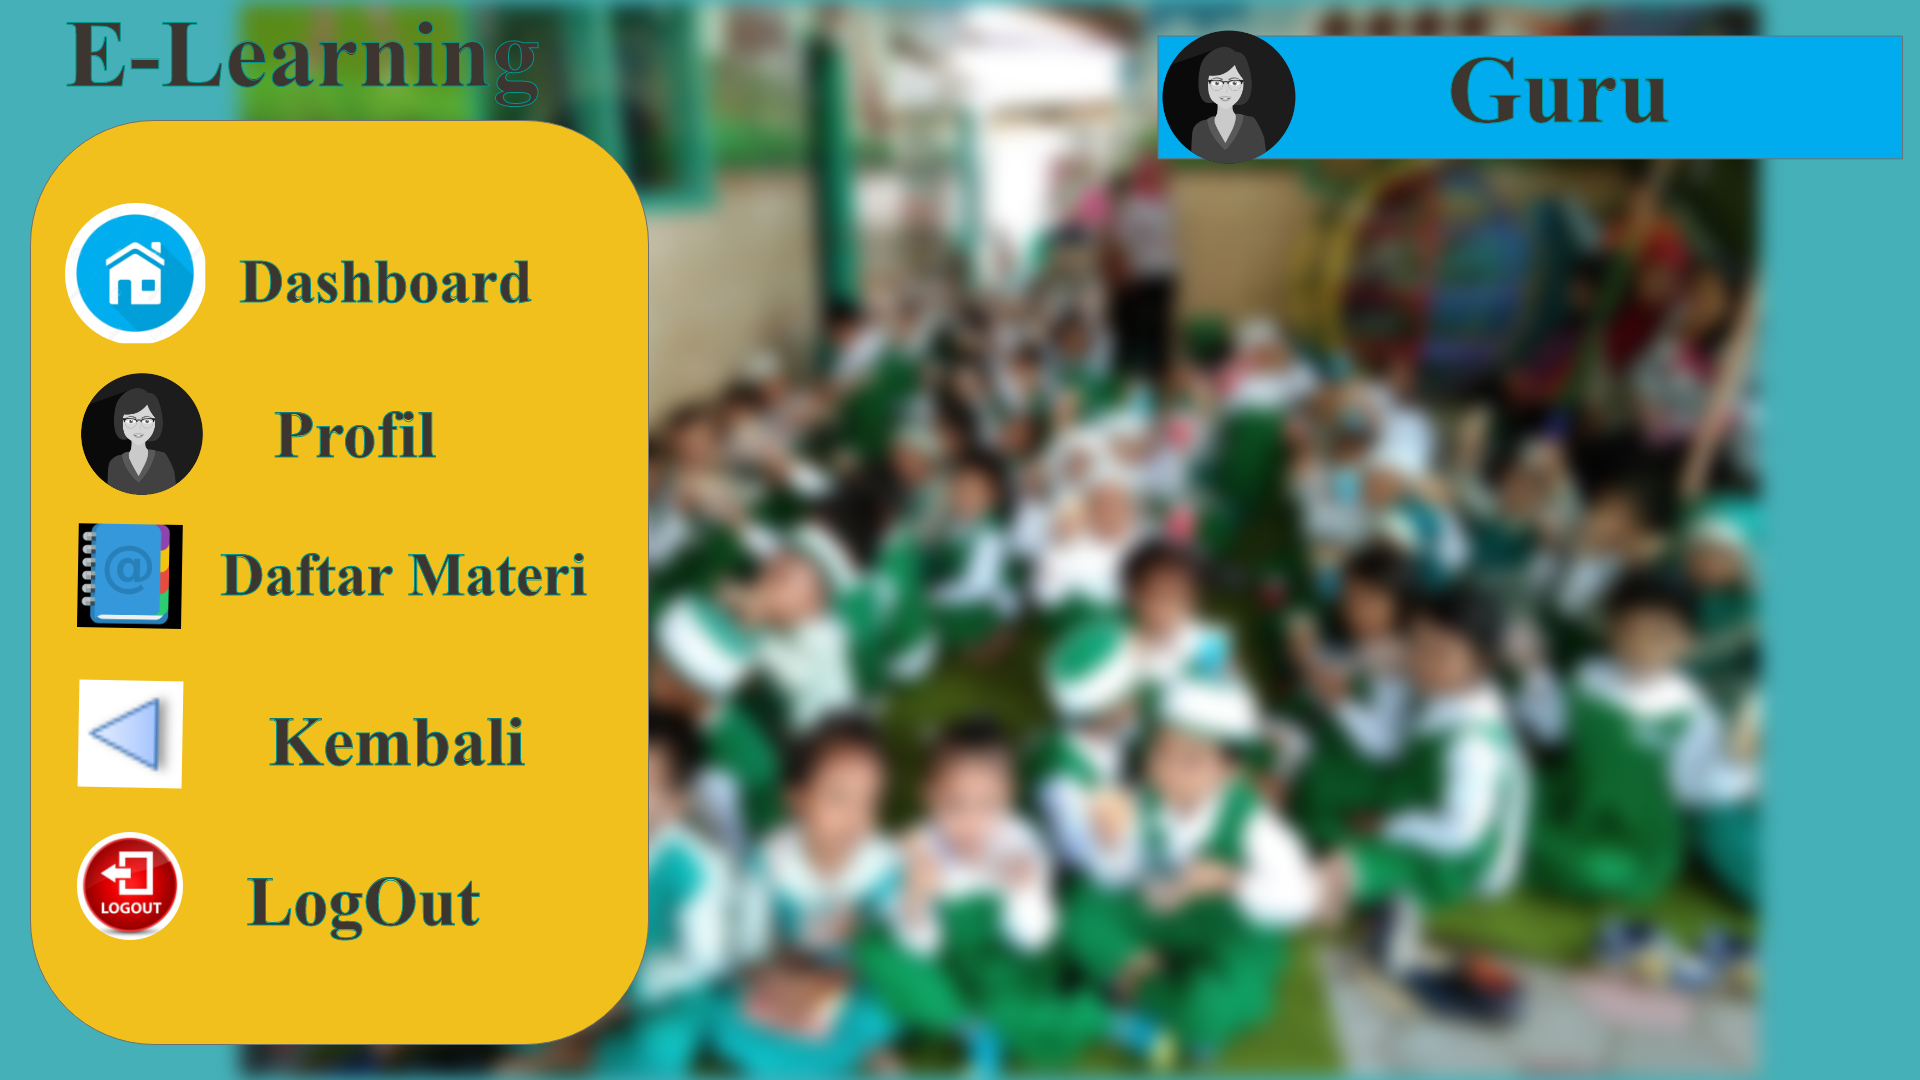 E-Learning
Guru
Dashboard
Profil
@
Daftar Materi
Kembali
LOGOUT
LogOut